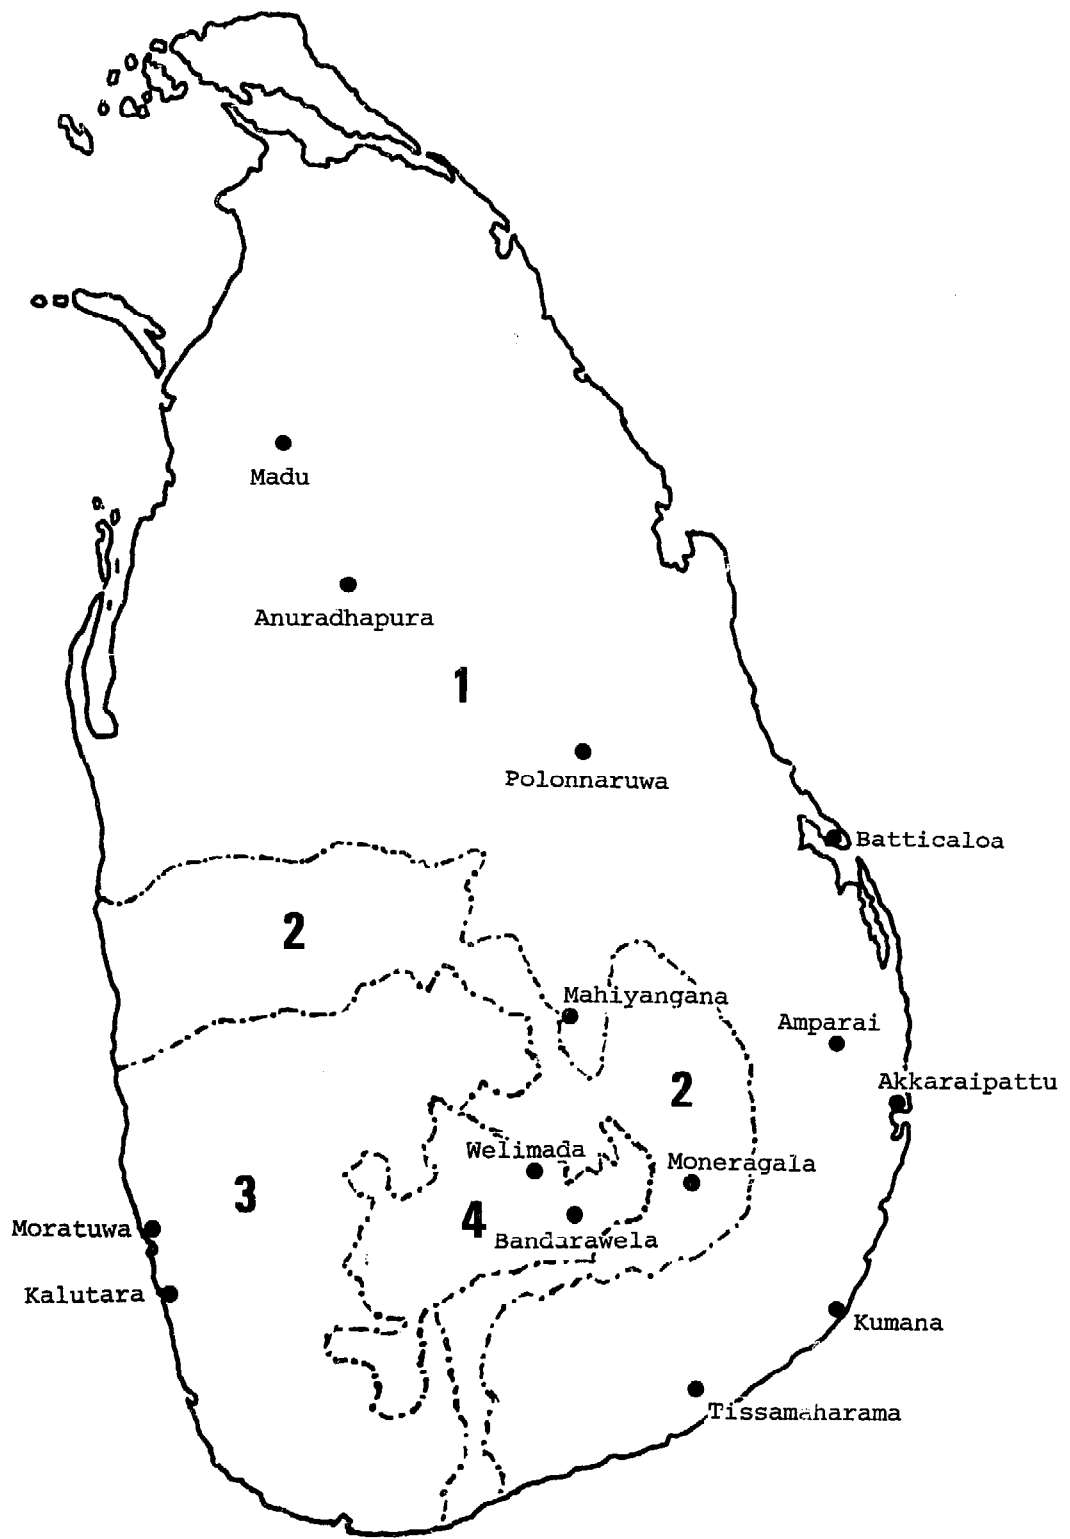 Madu
Anuradhapura
1
Polonnaruwa
Batticaloa
2
Mahiyangana
Amparai
Akkaraipattu
2
Welimada
Moneragala
3
4
Moratuwa
Bandarawela
Kalutara
Kumana
Tissamaharama